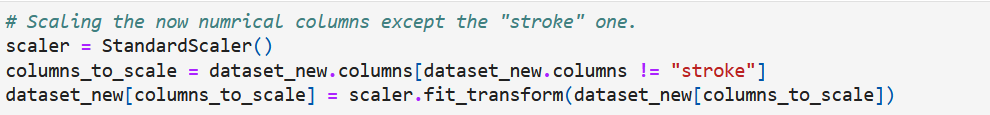 # Scaling the now numrical columns except the "stroke" one.
scaler = StandardScaler()
columns_to_scale = dataset_new.columns[dataset_new.columns != "stroke"]
dataset_new[columns_to_scale] = scaler.fit_transform(dataset_new[columns_to_scale])